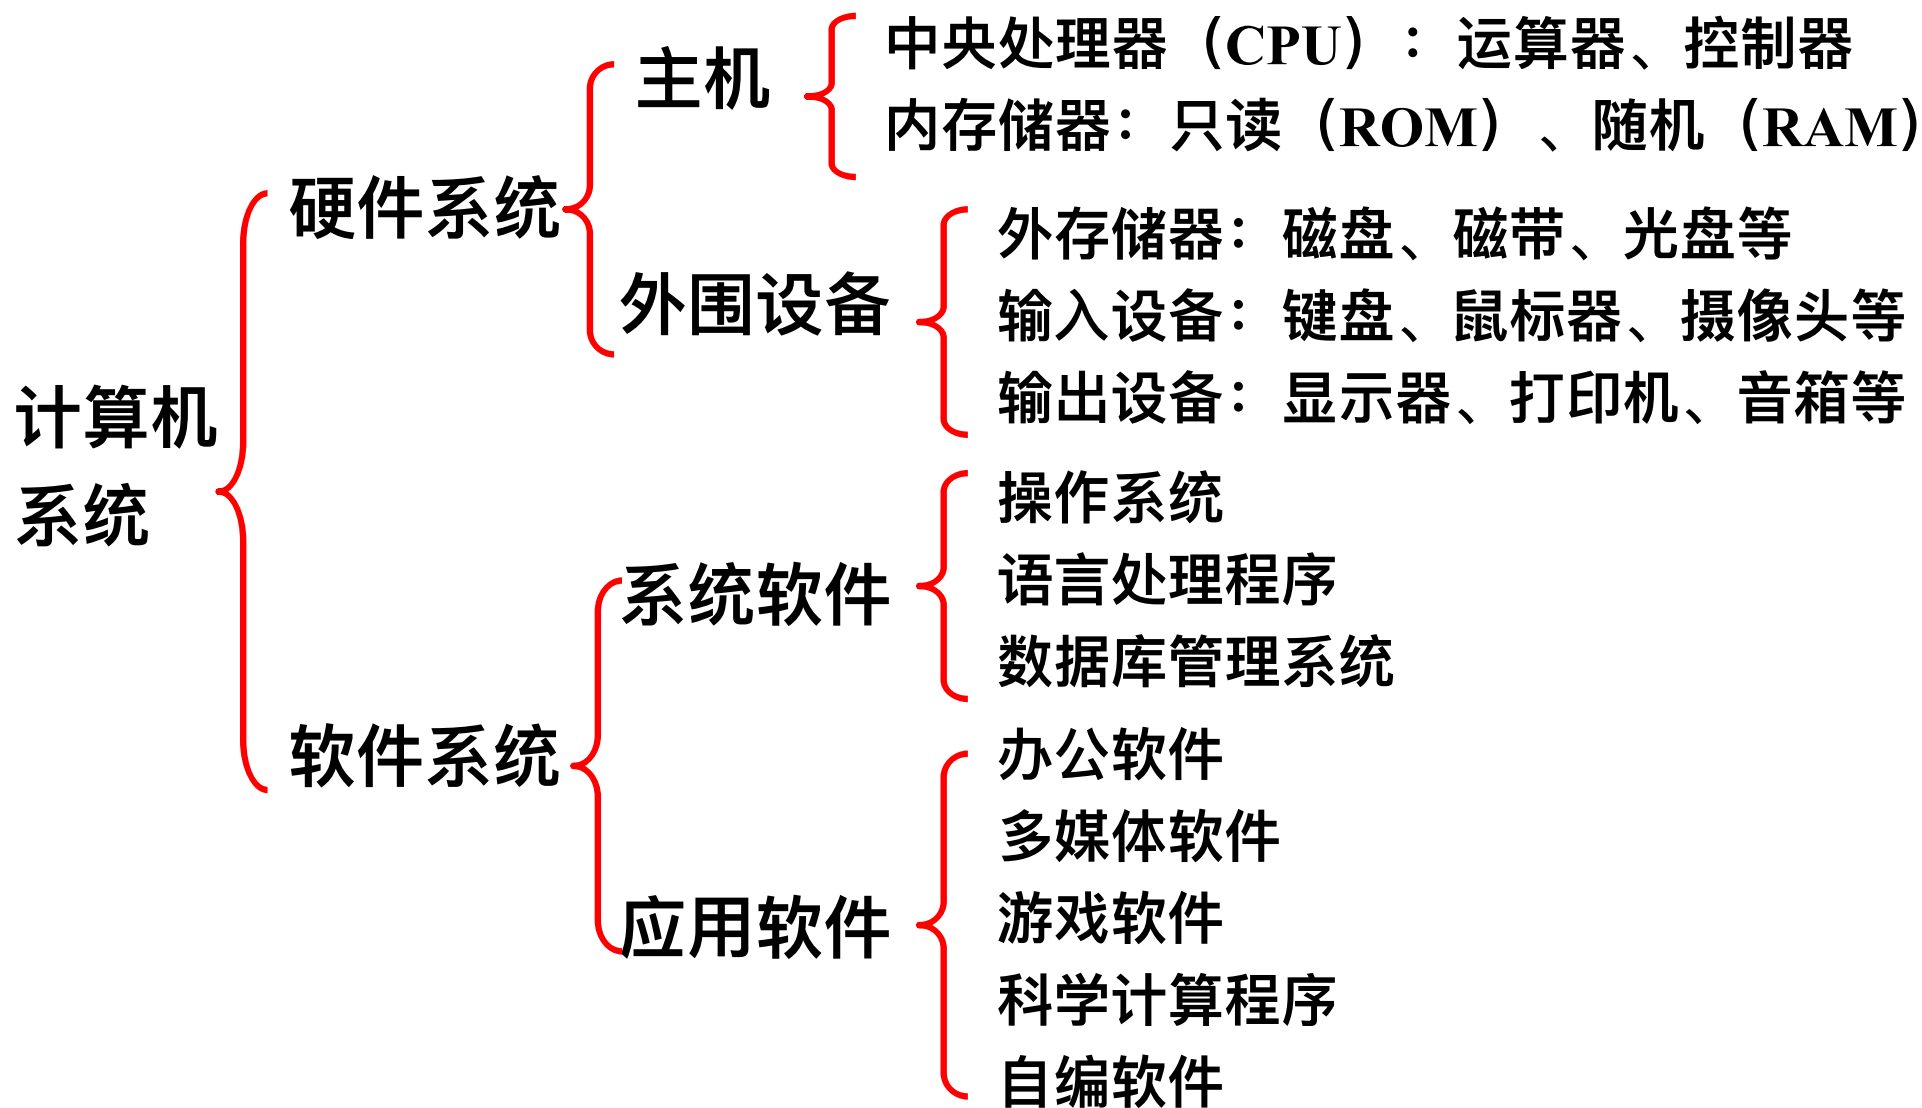 计算机
系统
硬件系统
主机
中央处理器（CPU）：运算器、控制器
内存储器：只读（ROM）、随机（RAM）
外围设备
外存储器：磁盘、磁带、光盘等
输入设备：键盘、鼠标器、摄像头等
输出设备：显示器、打印机、音箱等
软件系统
系统软件
操作系统
语言处理程序
数据库管理系统
应用软件
办公软件
多媒体软件
游戏软件
科学计算程序
自编软件